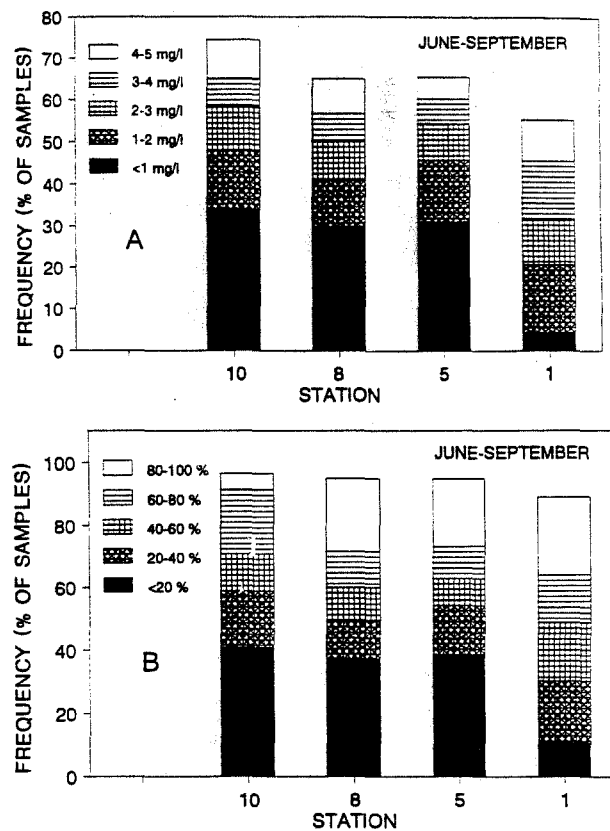 FREQUENCY (% OF SAMPLES)
80
70
60
50
40
30
20
10
0
JUNE-SEPTEMBER
4-5 mg/l
3-4 mg/l
2-3 mg/l
1-2 mg/l
<1 mg/l
A
10 8 5 1
STATION
FREQUENCY (% OF SAMPLES)
100
80
60
40
20
0
JUNE-SEPTEMBER
80-100 %
60-80 %
40-60 %
20-40 %
<20 %
B
10 8 5 1
STATION